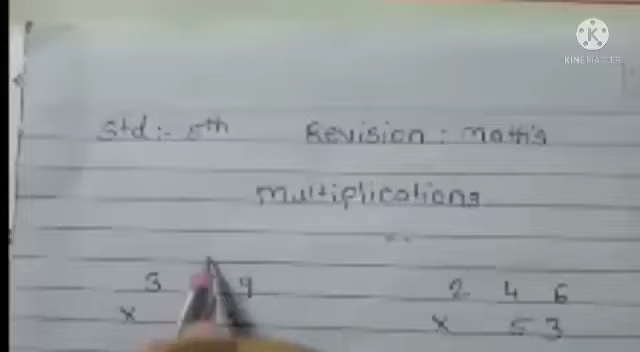 KINEMASTER
Std :- 5th Revision : maths
multiplications
3 9 2 4 6
x x 5 3